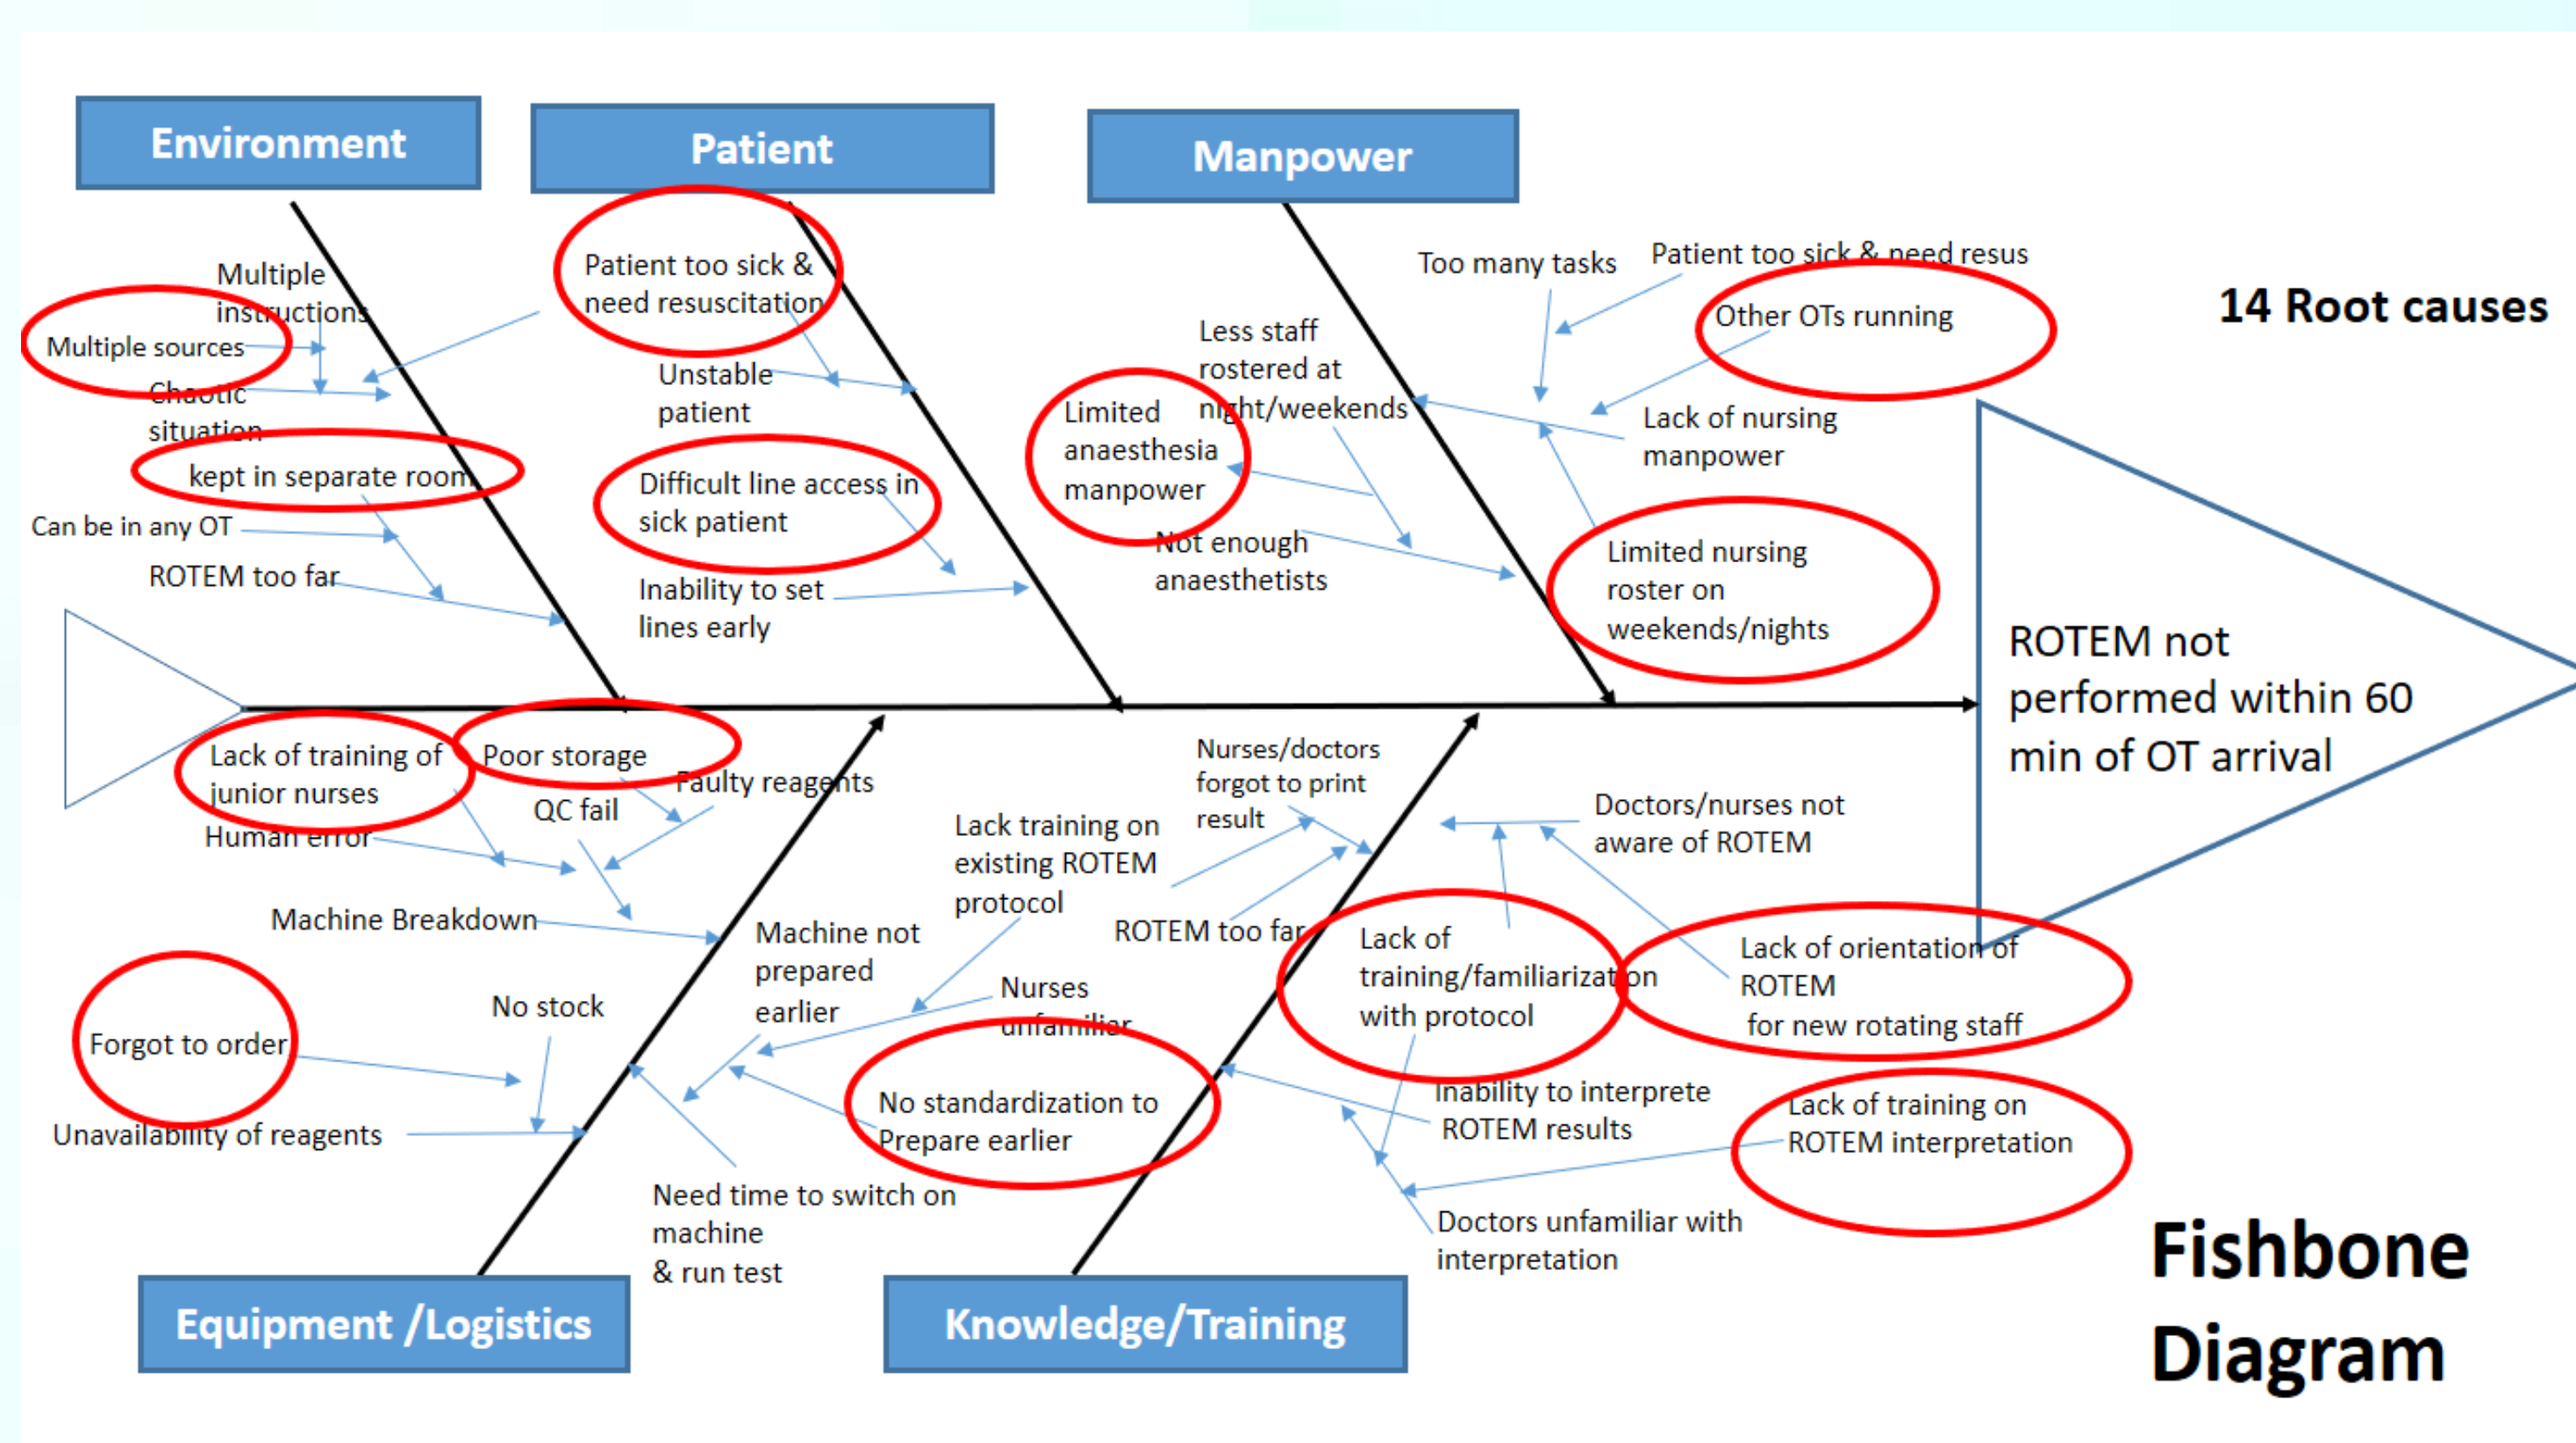 Environment
Patient
Manpower
Multiple
instructions
Multiple sources
Chaotic
situation
kept in separate room
Can be in any OT
ROTEM too far
Patient too sick &
need resuscitation
Unstable
patient
Difficult line access in
sick patient
Inability to set
lines early
Too many tasks
Patient too sick & need resus
Other OTs running
Less staff
rostered at
night/weekends
Limited
anaesthesia
manpower
Lack of nursing
manpower
Not enough
anaesthetists
Limited nursing
roster on
weekends/nights
14 Root causes
ROTEM not
performed within 60
min of OT arrival
Lack of training of
junior nurses
Poor storage
Faulty reagents
QC fail
Human error
Machine Breakdown
Forgot to order
No stock
Unavailability of reagents
Machine not
prepared
earlier
Lack training on
existing ROTEM
protocol
Nurses
unfamiliar
No standardization to
Prepare earlier
Need time to switch on
machine
& run test
Nurses/doctors
forgot to print
result
ROTEM too far
Doctors/nurses not
aware of ROTEM
Lack of
training/familiarization
with protocol
Lack of orientation of
ROTEM
for new rotating staff
Inability to interprete
ROTEM results
Lack of training on
ROTEM interpretation
Doctors unfamiliar with
interpretation
Equipment /Logistics
Knowledge/Training
Fishbone
Diagram